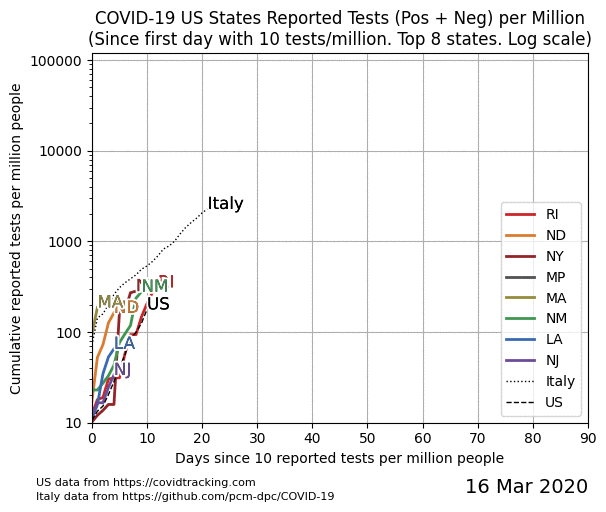 COVID-19 US States Reported Tests (Pos + Neg) per Million
(Since first day with 10 tests/million. Top 8 states. Log scale)
Cumulative reported tests per million people
100000
10000
1000
100
10
Italy
MA
ND
NM
RI
US
LA
NJ
RI
ND
NY
MP
MA
NM
LA
NJ
Italy
US
0 10 20 30 40 50 60 70 80 90
Days since 10 reported tests per million people
US data from https://covidtracking.com
Italy data from https://github.com/pcm-dpc/COVID-19
16 Mar 2020